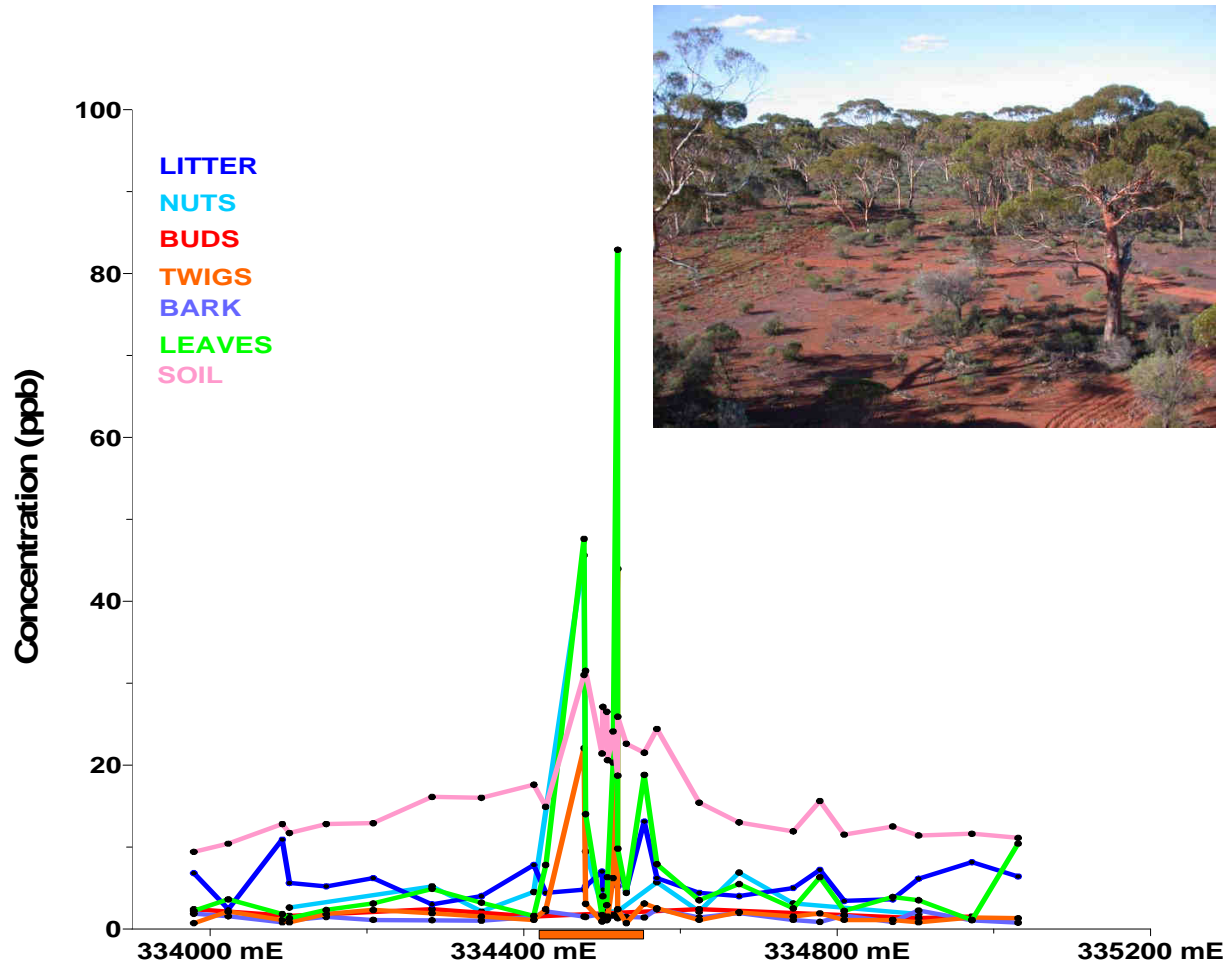 100
80
60
40
20
0
Concentration (ppb)
LITTER
NUTS
BUDS
TWIGS
BARK
LEAVES
SOIL
334000 mE
334400 mE
334800 mE
335200 mE